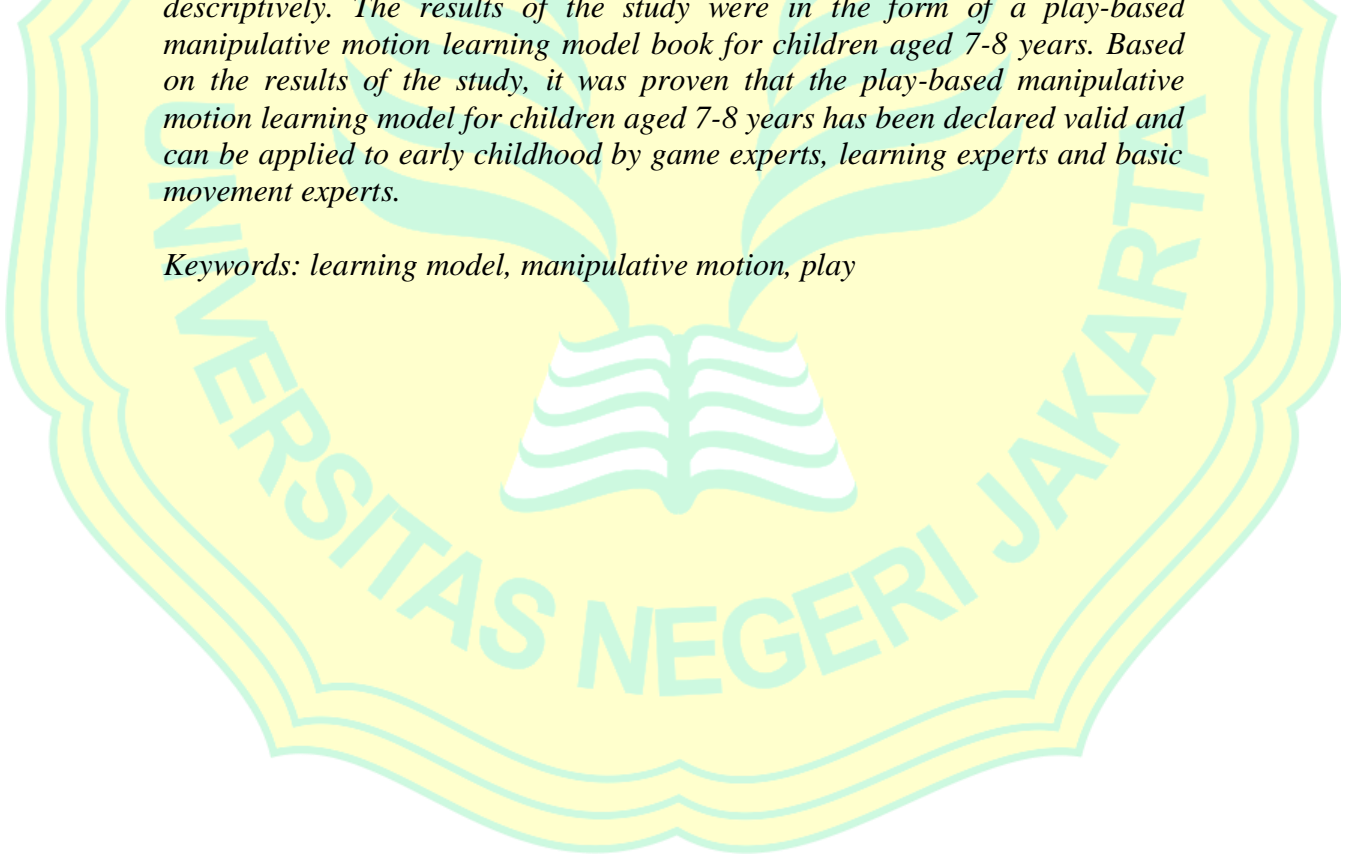 descriptively. The results of the study were in the form of a play-based
manipulative motion learning model book for children aged 7-8 years. Based
on the results of the study, it was proven that the play-based manipulative
motion learning model for children aged 7-8 years has been declared valid and
can be applied to early childhood by game experts, learning experts and basic
movement experts.
Keywords: learning model, manipulative motion, play
UNIVERSITAS NEGERI JAKARTA